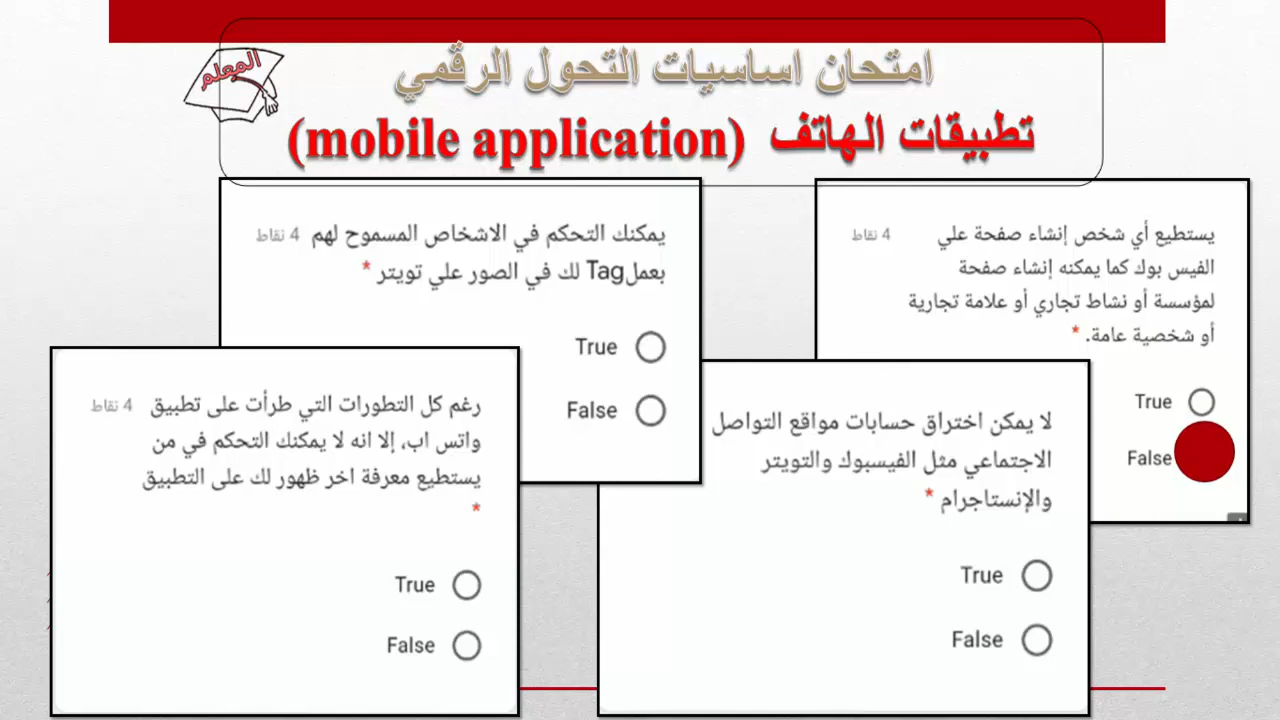 امتحان اساسيات التحول الرقمي
تطبيقات الهاتف (mobile application)
المعلم
يستطيع أي شخص إنشاء صفحة علي
4 نقاط
الفيس بوك كما يمكنه إنشاء صفحة
لمؤسسة أو نشاط تجاري أو علامة تجارية
أو شخصية عامة. *
True
False
يمكنك التحكم في الاشخاص المسموح لهم
4 نقاط
بعملTag لك في الصور علي تويتر *
True
False
لا يمكن اختراق حسابات مواقع التواصل
الاجتماعي مثل الفيسبوك والتويتر
والإنستاجرام *
True
False
رغم كل التطورات التي طرأت على تطبيق
4 نقاط
واتس اب، إلا انه لا يمكنك التحكم في من
يستطيع معرفة اخر ظهور لك على التطبيق
*
True
False